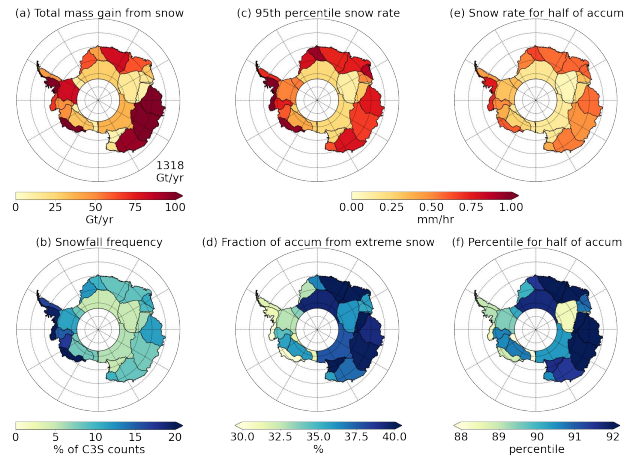 (a) Total mass gain from snow
(c) 95th percentile snow rate
(e) Snow rate for half of accum
1318
Gt/yr
0 25 50 75 100
Gt/yr
0.00 0.25 0.50 0.75 1.00
mm/hr
(b) Snowfall frequency
(d) Fraction of accum from extreme snow
(f) Percentile for half of accum
0 5 10 15 20
% of C3S counts
30.0 32.5 35.0 37.5 40.0
%
88 89 90 91 92
percentile